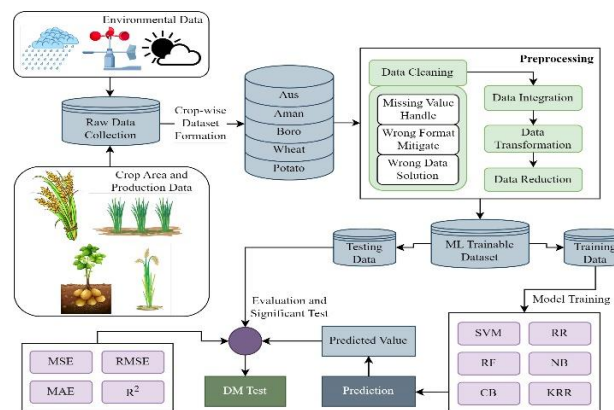 Environmental Data
Raw Data
Collection
Crop-wise
Dataset
Formation
Aus
Aman
Boro
Wheat
Potato
Preprocessing
Data Cleaning
Missing Value
Handle
Wrong Format
Mitigate
Wrong Data
Solution
Data Integration
Data
Transformation
Data Reduction
Crop Area and
Production Data
Testing
Data
ML Trainable
Dataset
Training
Data
Model Training
Evaluation and
Significant Test
MSE
RMSE
MAE
R²
DM Test
Predicted Value
Prediction
SVM
RR
RF
NB
CB
KRR